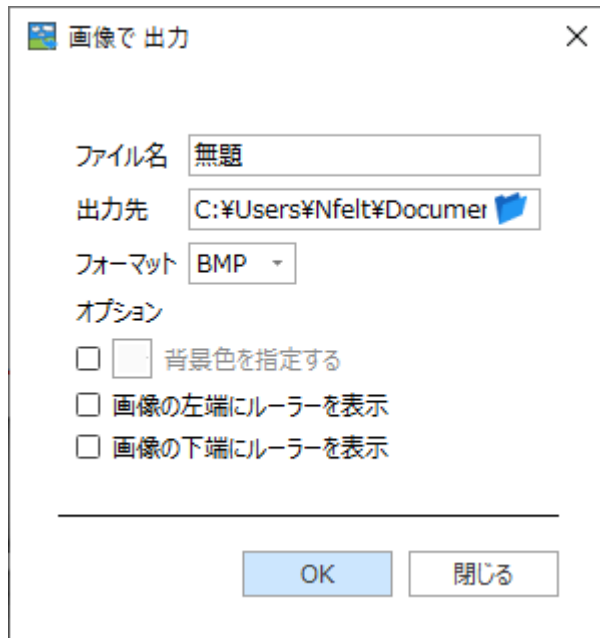 画像で 出力
ファイル名 無題
出力先 C:¥Users¥Nfelt¥Documer
フォーマット BMP
オプション
背景色を指定する
画像の左端にルーラーを表示
画像の下端にルーラーを表示
OK 閉じる